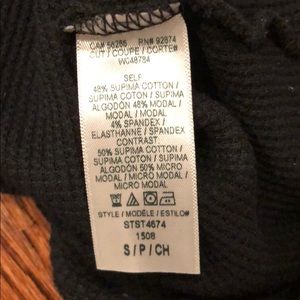 CA# 56285 RN# 92874
CUT / COUPE / CORTE#
WC48784
SELF
48% SUPIMA COTTON /
SUPIMA COTON / SUPIMA
ALGODÓN 48% MODAL /
MODAL / MODAL
4% SPANDEX /
ELASTHANNE / SPANDEX
CONTRAST
50% SUPIMA COTTON /
SUPIMA COTON / SUPIMA
ALGODÓN 50% MICRO
MODAL / MICRO MODAL /
MICRO MODAL
STYLE / MODÈLE / ESTILO#
STST4674
1508
S / P / CH